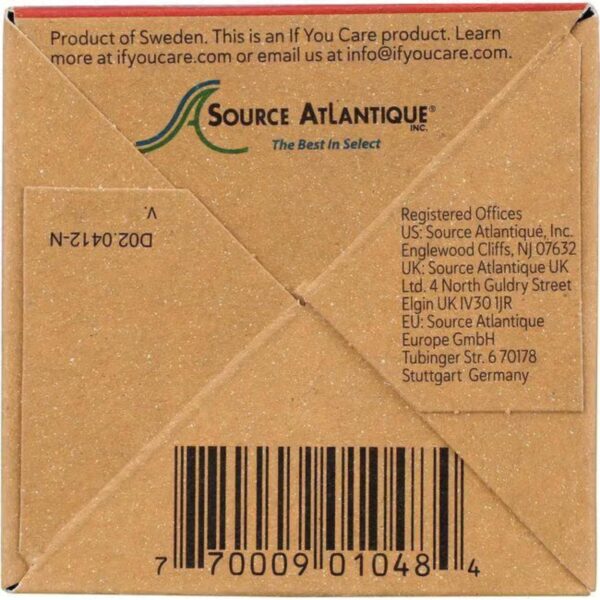 Product of Sweden. This is an If You Care product. Learn
more at ifyoucare.com or email us at info@ifyoucare.com.
SOURCE ATLANTIQUE®
INC.
The Best In Select
V.
D02.0412-N
Registered Offices
US: Source Atlantique, Inc.
Englewood Cliffs, NJ 07632
UK: Source Atlantique UK
Ltd. 4 North Guldry Street
Elgin UK IV30 1JR
EU: Source Atlantique
Europe GmbH
Tubinger Str. 6 70178
Stuttgart Germany
7 70009 01048 4